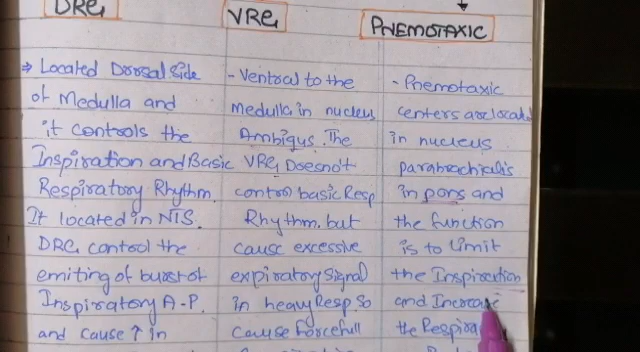 DRG
VRG
PNEMOTAXIC
→ Located Dorsal side
of Medulla and
it controls the
Inspiration and Basic
Respiratory Rhythm.
It located in NTS.
DRG control the
emiting of burst of
Inspiratory A.P.
and cause ↑ in
- Ventral to the
medulla in nucleus
Ambigus. The
VRG Doesnot
control basic Resp
Rhythm. but
cause excessive
expiratory signal
in heavy Resp. So
cause forcefull
- Pnemotaxic
centers are locat
in nucleus
parabrachialis
in pons and
the function
is to limit
the Inspiration
and Increase
the Respira